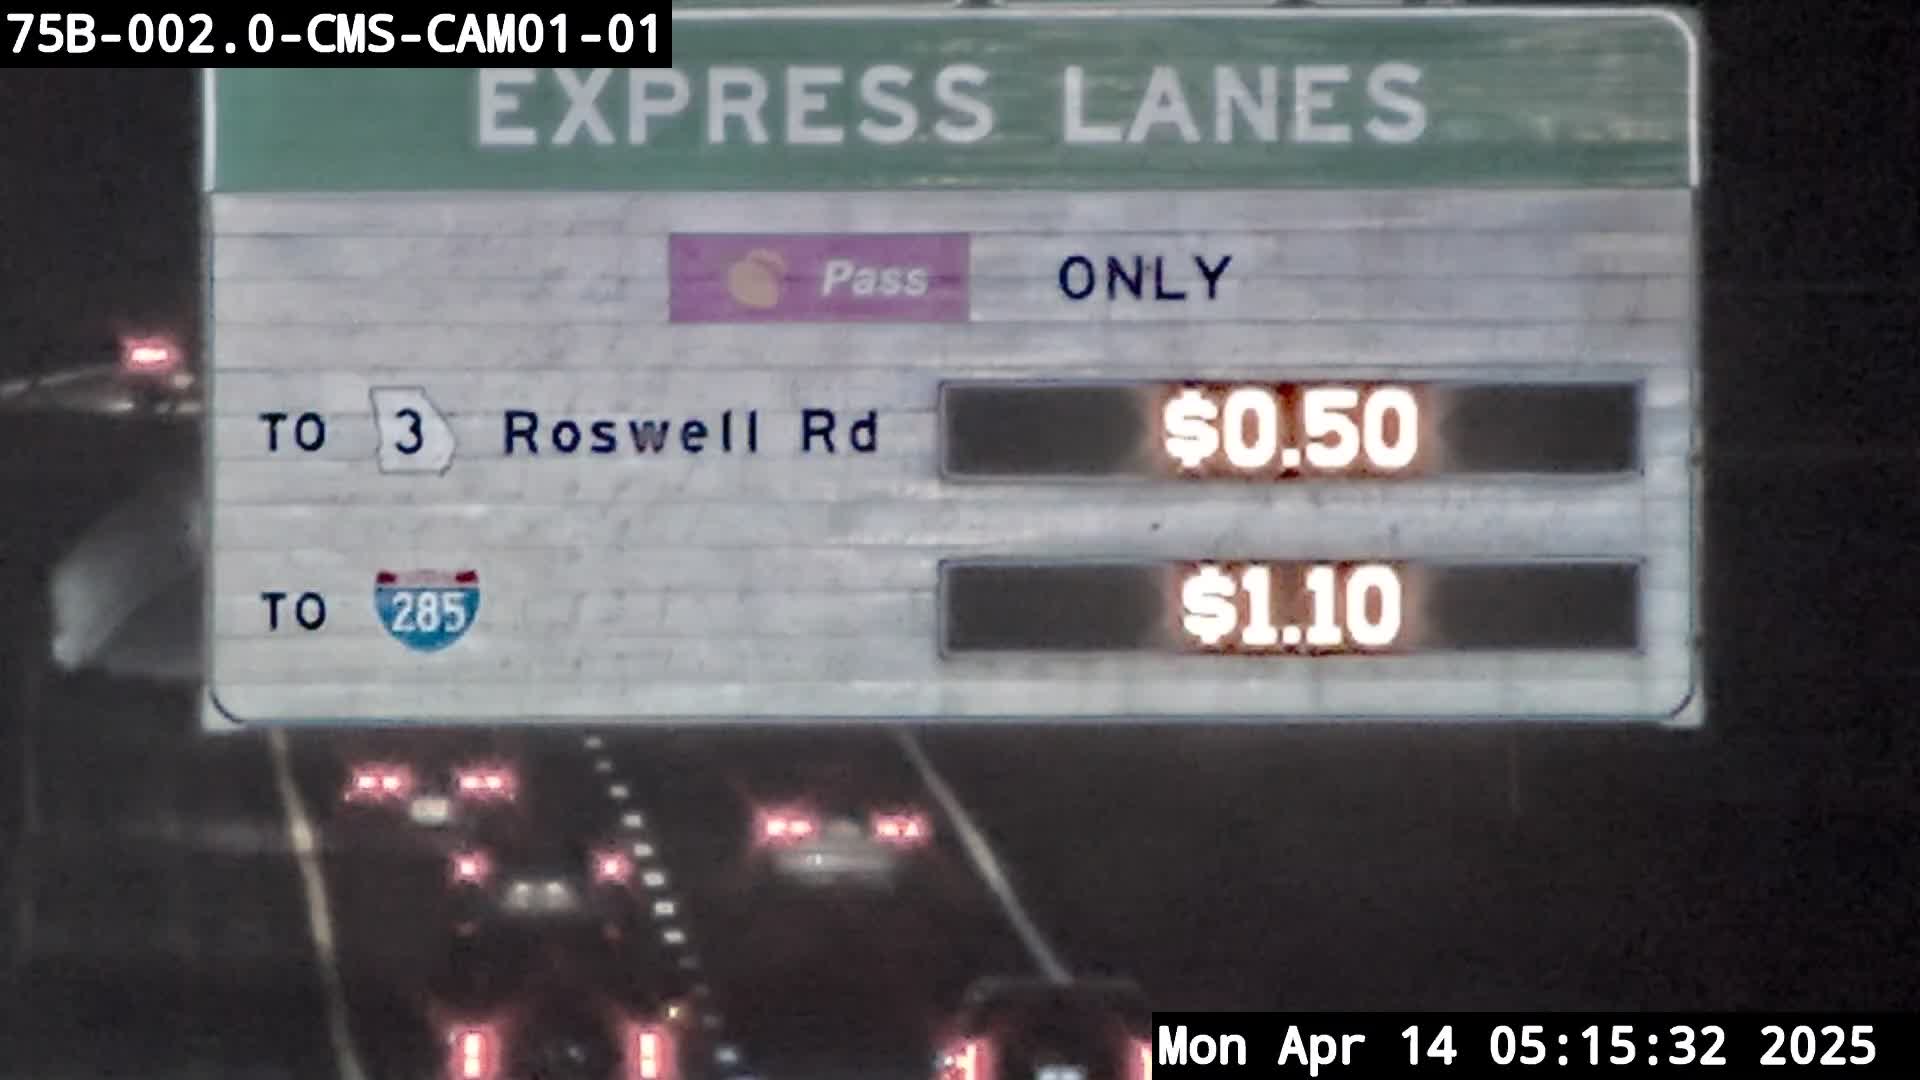 75B-002.0-CMS-CAM01-01
EXPRESS LANES
Pass ONLY
TO 3 Roswell Rd $0.50
TO 285 $1.10
Mon Apr 14 05:15:32 2025